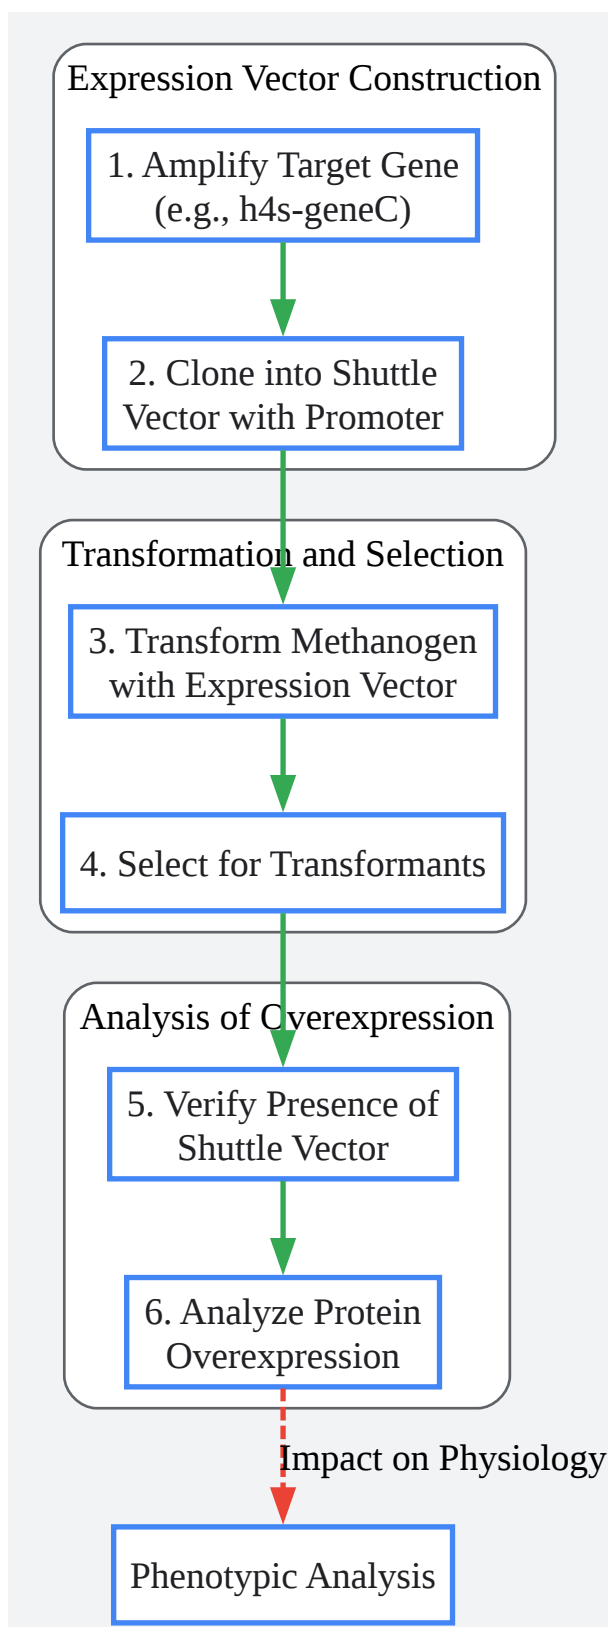 Expression Vector Construction
1. Amplify Target Gene
(e.g., h4s-geneC)
2. Clone into Shuttle
Vector with Promoter
Transformation and Selection
3. Transform Methanogen
with Expression Vector
4. Select for Transformants
Analysis of Overexpression
5. Verify Presence of
Shuttle Vector
6. Analyze Protein
Overexpression
Impact on Physiology
Phenotypic Analysis